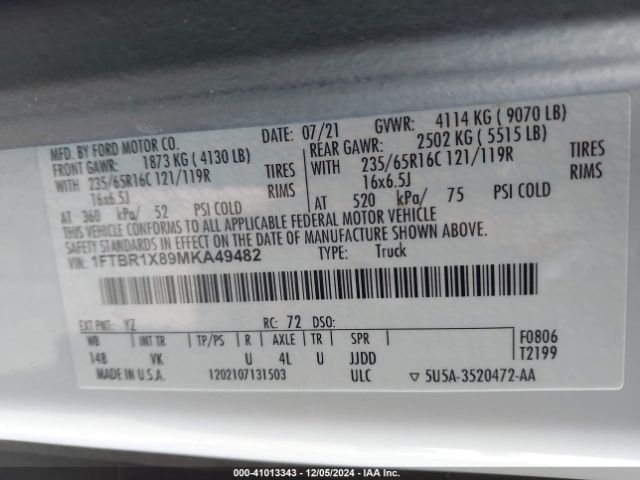 MFD. BY FORD MOTOR CO. DATE: 07/21 GVWR: 4114 KG ( 9070 LB)
FRONT GAWR: 1873 KG ( 4130 LB) REAR GAWR: 2502 KG ( 5515 LB)
WITH 235/65R16C 121/119R TIRES WITH 235/65R16C 121/119R TIRES
16x6.5J RIMS 16x6.5J RIMS
AT 360 kPa/ 52 PSI COLD AT 520 kPa/ 75 PSI COLD
THIS VEHICLE CONFORMS TO ALL APPLICABLE FEDERAL MOTOR VEHICLE
SAFETY STANDARDS IN EFFECT ON THE DATE OF MANUFACTURE SHOWN ABOVE.
VIN: 1FTBR1X89MKA49482 TYPE: Truck
EXT PNT: YZ RC: 72 DSO:
WB INT TR TP/PS R AXLE TR SPR F0806
148 VK U 4L U JJDD T2199
MADE IN U.S.A. 1202107131503 ULC ▽ 5U5A-3520472-AA
000-41013343 - 12/05/2024 - IAA Inc.